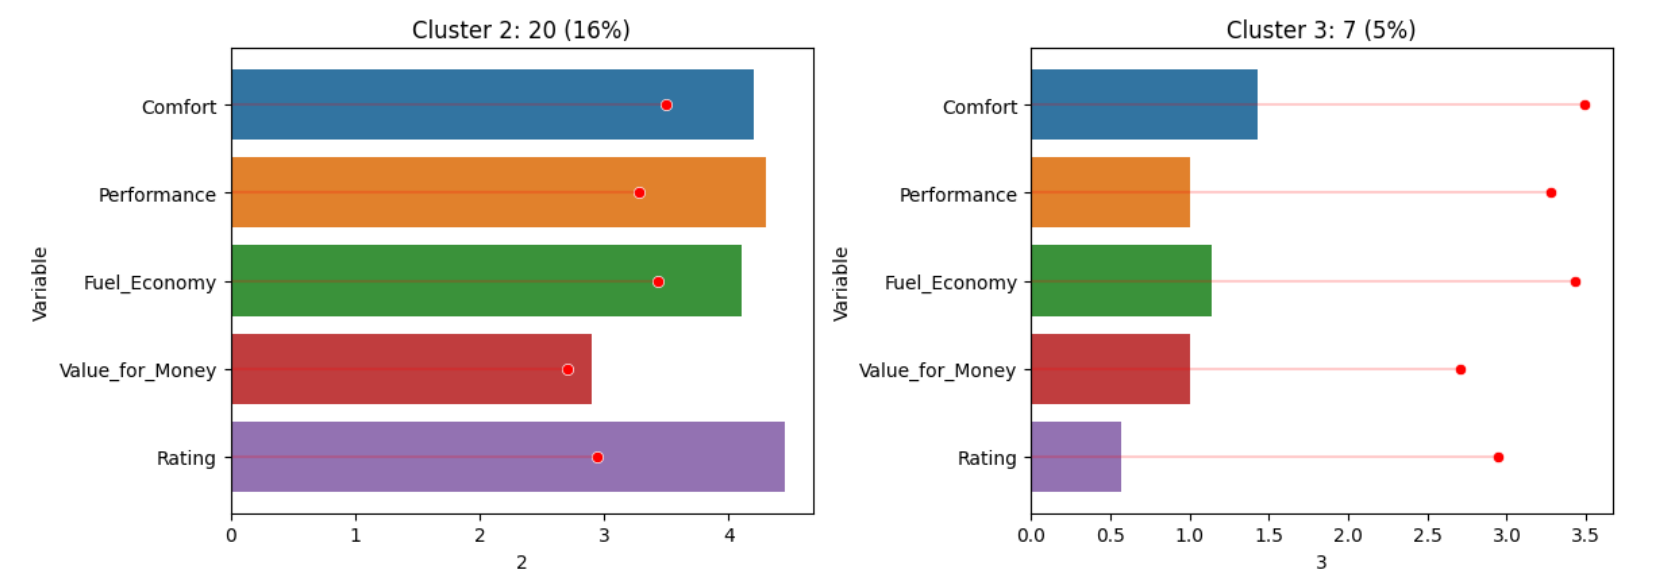 Cluster 2: 20 (16%)
Comfort
Performance
Fuel_Economy
Value_for_Money
Rating
Variable
0 1 2 3 4
2
Cluster 3: 7 (5%)
Comfort
Performance
Fuel_Economy
Value_for_Money
Rating
Variable
0.0 0.5 1.0 1.5 2.0 2.5 3.0 3.5
3